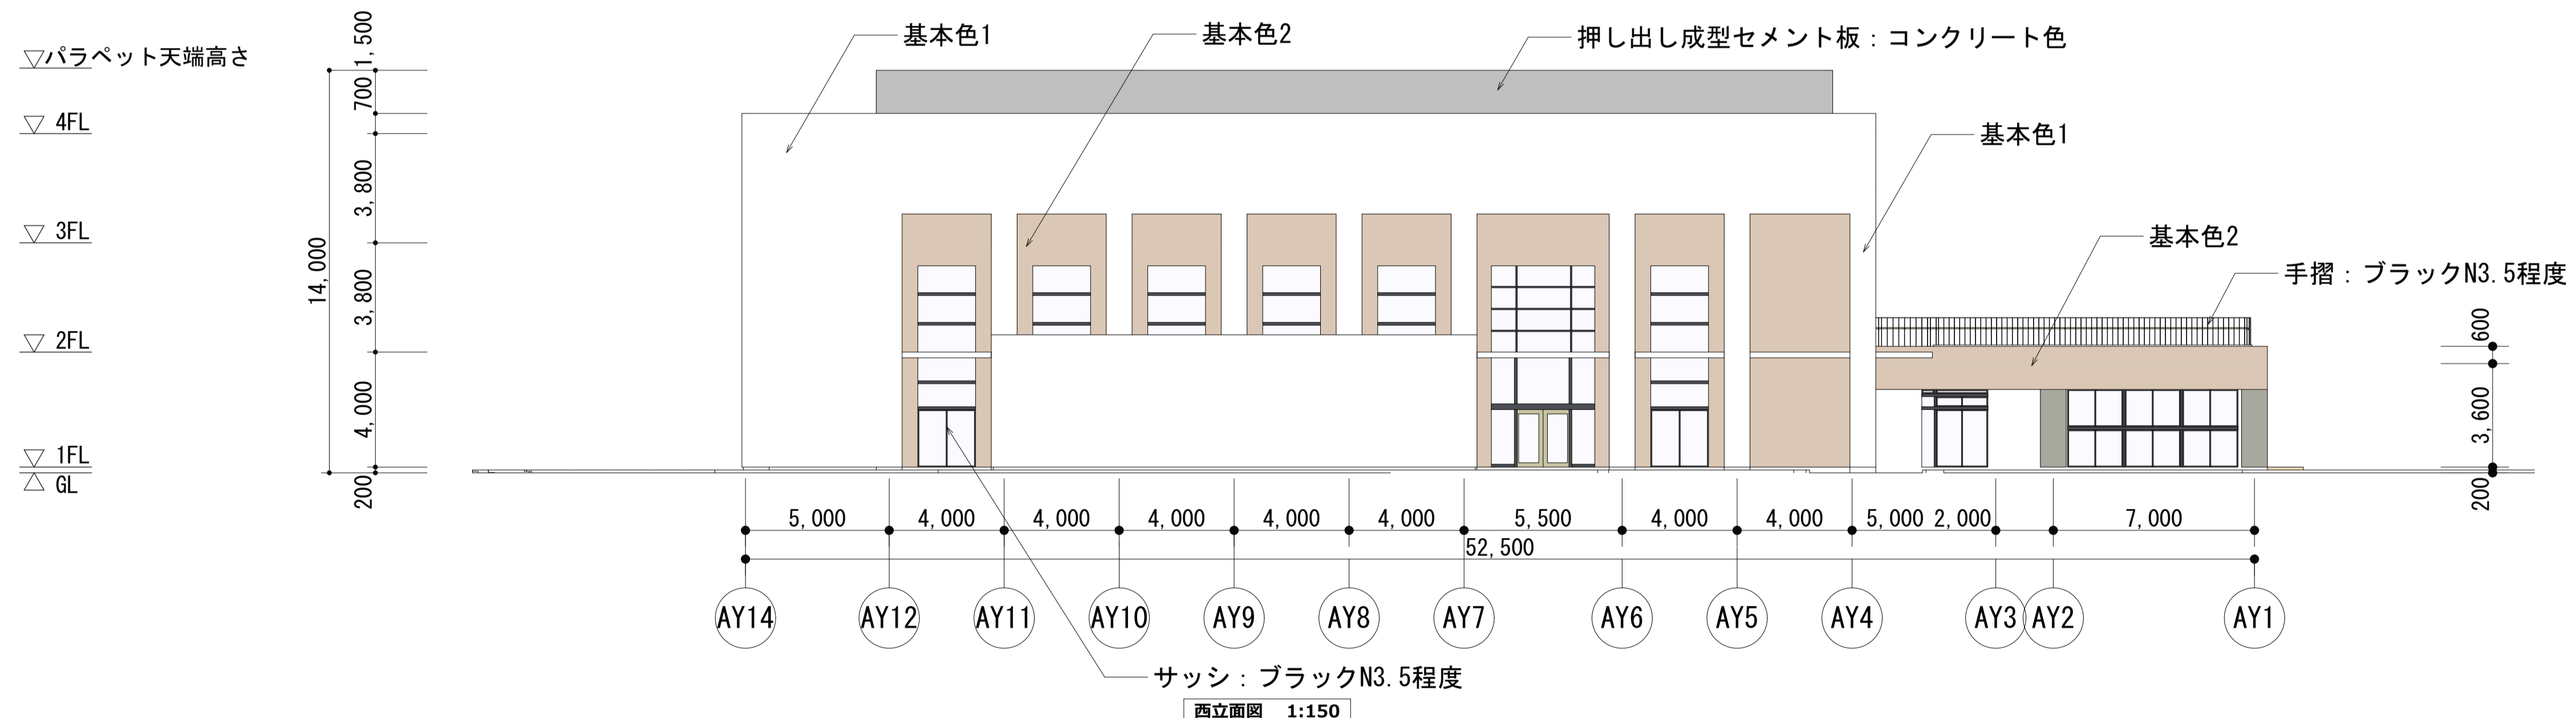 基本色1
基本色2
押し出し成型セメント板：コンクリート色
▽パラペット天端高さ
1,500
700
▽ 4FL
基本色1
3,800
▽ 3FL
基本色2
14,000
手摺：ブラックN3.5程度
3,800
▽ 2FL
600
4,000
3,600
▽ 1FL
△ GL
200
200
5,000 4,000 4,000 4,000 4,000 4,000 5,500 4,000 4,000 5,000 2,000 7,000
52,500
AY14 AY12 AY11 AY10 AY9 AY8 AY7 AY6 AY5 AY4 AY3 AY2 AY1
サッシ：ブラックN3.5程度
西立面図 1:150